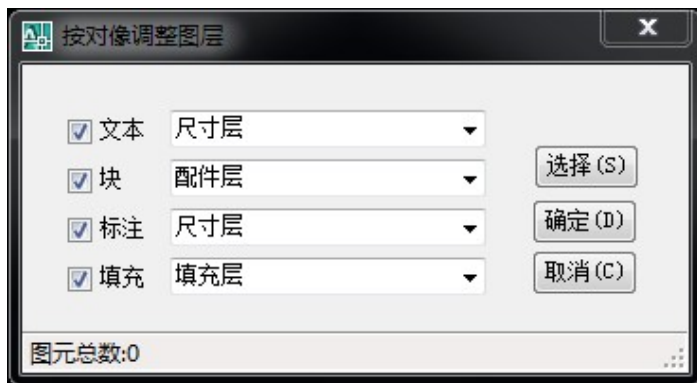 按对像调整图层
文本 尺寸层
块 配件层
选择(S)
标注 尺寸层
确定(D)
填充 填充层
取消(C)
图元总数:0